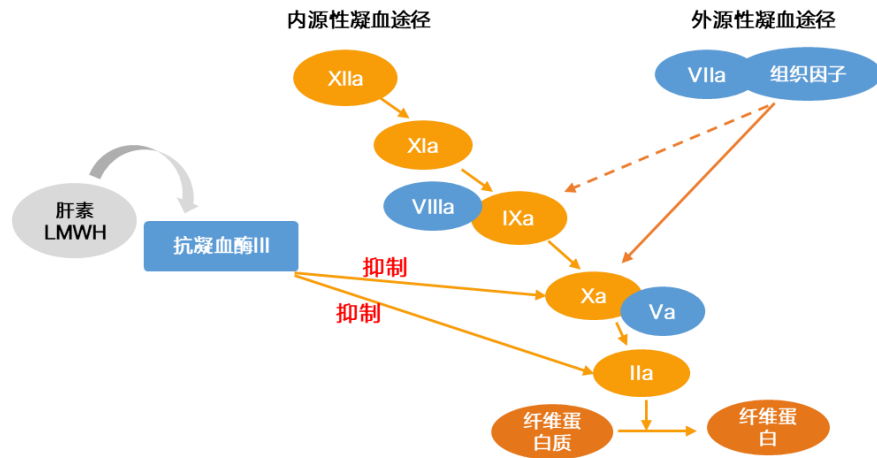 内源性凝血途径
外源性凝血途径
XIIa
VIIa
组织因子
XIa
VIIIa
IXa
肝素
LMWH
抗凝血酶III
抑制
Xa
Va
抑制
IIa
纤维蛋
白质
纤维蛋
白